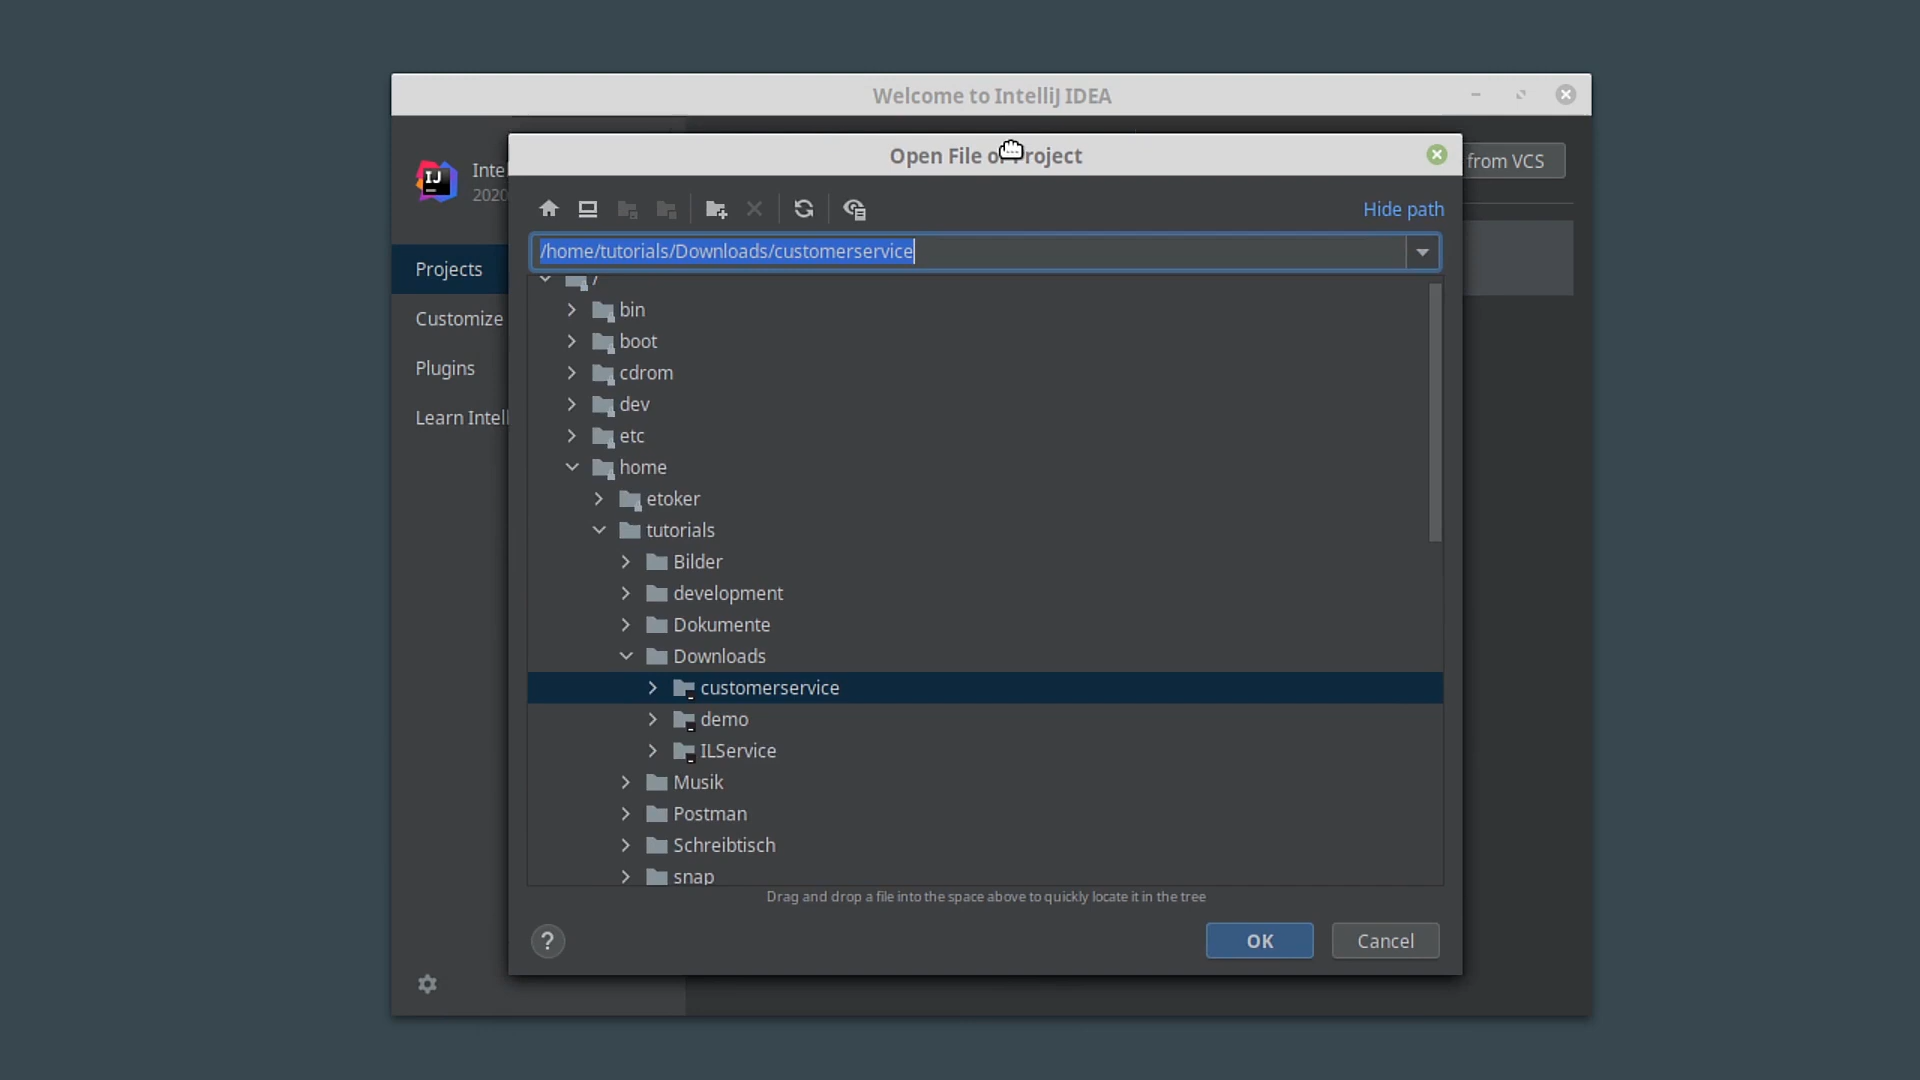 Welcome to IntelliJ IDEA
Inte
2020
from VCS
Projects
Customize
Plugins
Learn Intell
Open File or Project
Hide path
/home/tutorials/Downloads/customerservice
/
bin
boot
cdrom
dev
etc
home
etoker
tutorials
Bilder
development
Dokumente
Downloads
customerservice
demo
ILService
Musik
Postman
Schreibtisch
snap
Drag and drop a file into the space above to quickly locate it in the tree
?
OK
Cancel